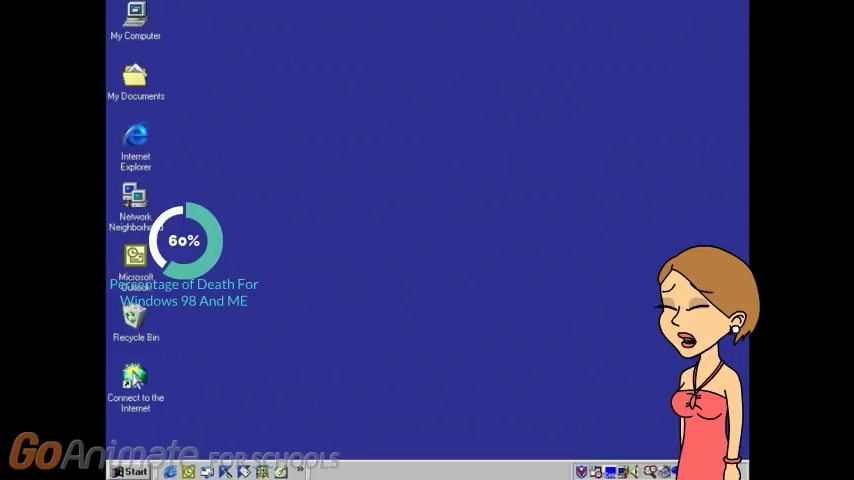 My Computer
My Documents
Internet
Explorer
Network
Neighborhood
60%
Microsoft
Outlook
Percentage of Death For
Windows 98 And ME
Recycle Bin
Connect to the
Internet
GoAnimate FOR SCHOOLS
Start